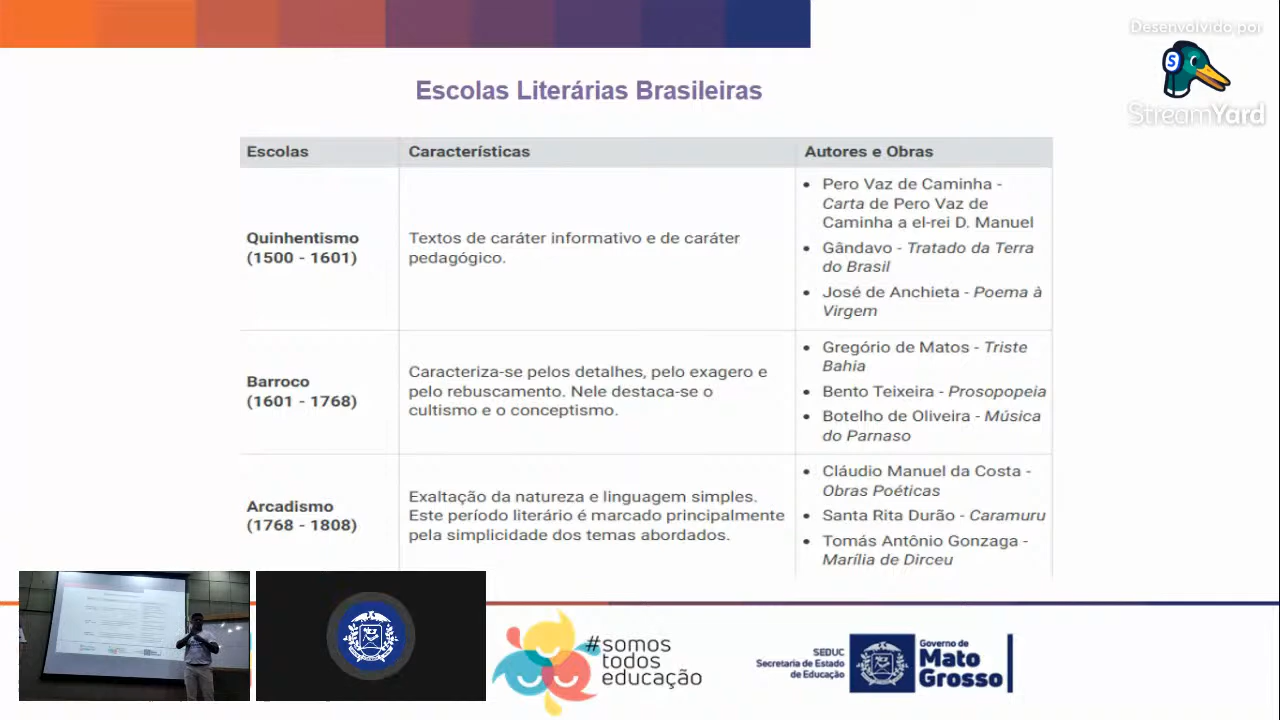 Desenvolvido por
S
StreamYard
Escolas Literárias Brasileiras
Escolas
Características
Autores e Obras
Quinhentismo
(1500 - 1601)
Textos de caráter informativo e de caráter
pedagógico.
Pero Vaz de Caminha -
Carta de Pero Vaz de
Caminha a el-rei D. Manuel
Gândavo - Tratado da Terra
do Brasil
José de Anchieta - Poema à
Virgem
Barroco
(1601 - 1768)
Caracteriza-se pelos detalhes, pelo exagero e
pelo rebuscamento. Nele destaca-se o
cultismo e o conceptismo.
Gregório de Matos - Triste
Bahia
Bento Teixeira - Prosopopeia
Botelho de Oliveira - Música
do Parnaso
Arcadismo
(1768 - 1808)
Exaltação da natureza e linguagem simples.
Este período literário é marcado principalmente
pela simplicidade dos temas abordados.
Cláudio Manuel da Costa -
Obras Poéticas
Santa Rita Durão - Caramuru
Tomás Antônio Gonzaga -
Marília de Dirceu
#somos
todos
educação
SEDUC
Secretaria de Estado
de Educação
Governo de
Mato
Grosso